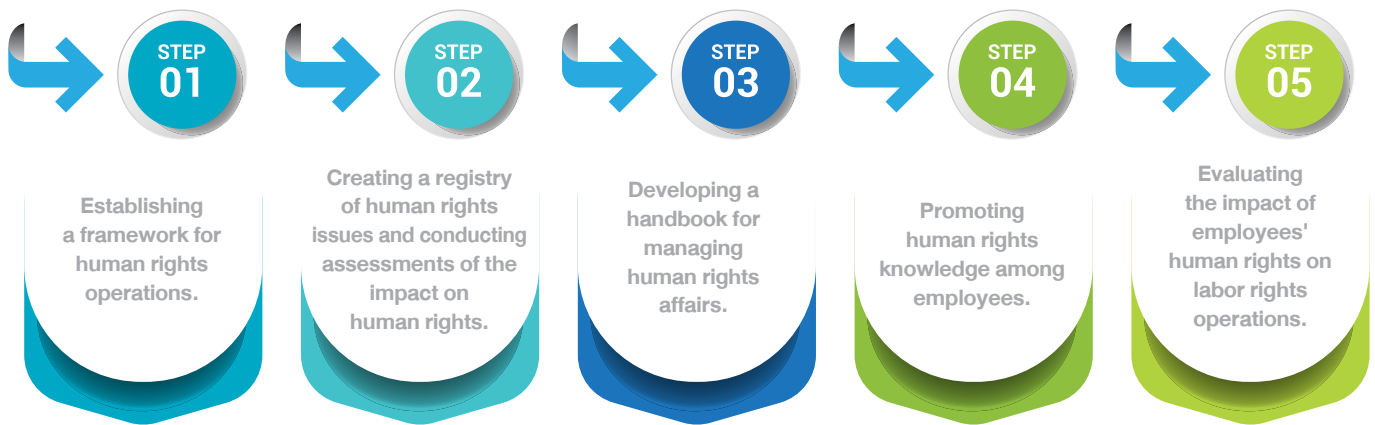 STEP
01
Establishing
a framework for
human rights
operations.
STEP
02
Creating a registry
of human rights
issues and conducting
assessments of the
impact on
human rights.
STEP
03
Developing a
handbook for
managing
human rights
affairs.
STEP
04
Promoting
human rights
knowledge among
employees.
STEP
05
Evaluating
the impact of
employees'
human rights on
labor rights
operations.